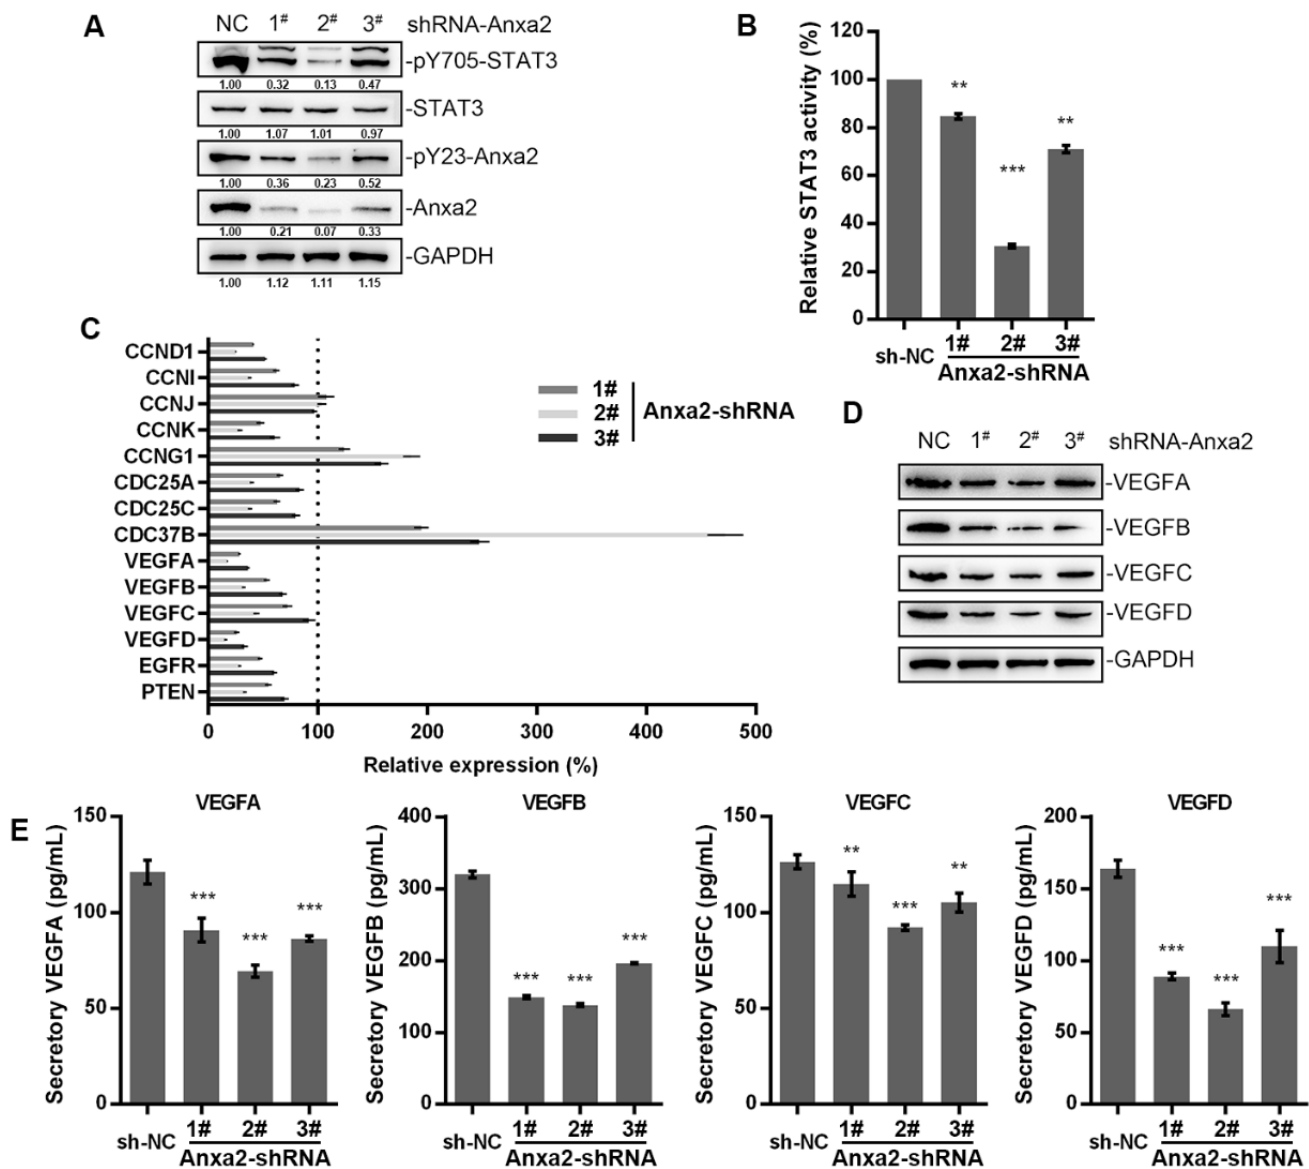 A
NC 1# 2# 3# shRNA-Anxa2
-pY705-STAT3
1.00 0.32 0.13 0.47
-STAT3
1.00 1.07 1.01 0.97
-pY23-Anxa2
1.00 0.36 0.23 0.52
-Anxa2
1.00 0.21 0.07 0.33
-GAPDH
1.00 1.12 1.11 1.15
B
Relative STAT3 activity (%)
120
100
80
60
40
20
0
**
***
**
sh-NC 1# 2# 3#
Anxa2-shRNA
C
CCND1
CCNI
CCNJ
CCNK
CCNG1
CDC25A
CDC25C
CDC37B
VEGFA
VEGFB
VEGFC
VEGFD
EGFR
PTEN
0 100 200 300 400 500
Relative expression (%)
1#
2#
3#
Anxa2-shRNA
D
NC 1# 2# 3# shRNA-Anxa2
-VEGFA
-VEGFB
-VEGFC
-VEGFD
-GAPDH
E
VEGFA
Secretory VEGFA (pg/mL)
150
100
50
0
*** *** ***
sh-NC 1# 2# 3#
Anxa2-shRNA
VEGFB
Secretory VEGFB (pg/mL)
400
300
200
100
0
*** *** ***
sh-NC 1# 2# 3#
Anxa2-shRNA
VEGFC
Secretory VEGFC (pg/mL)
150
100
50
0
** *** **
sh-NC 1# 2# 3#
Anxa2-shRNA
VEGFD
Secretory VEGFD (pg/mL)
200
150
100
50
0
*** *** ***
sh-NC 1# 2# 3#
Anxa2-shRNA